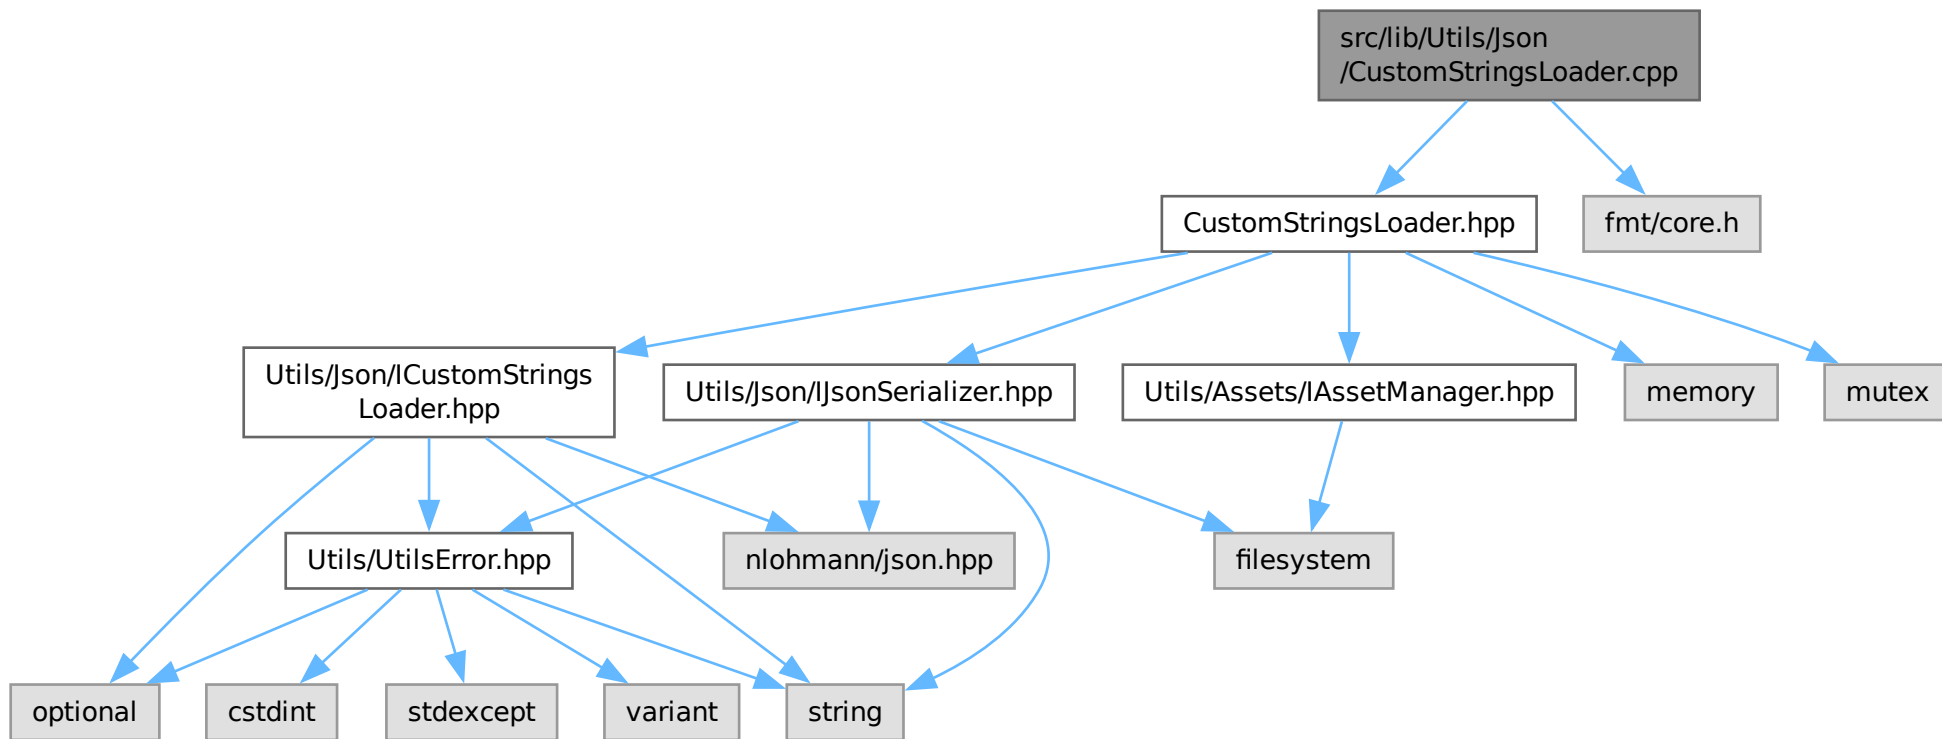 src/lib/Utils/Json
/CustomStringsLoader.cpp
CustomStringsLoader.hpp
fmt/core.h
Utils/Json/ICustomStrings
Loader.hpp
Utils/Json/IJsonSerializer.hpp
Utils/Assets/IAssetManager.hpp
memory
mutex
Utils/UtilsError.hpp
nlohmann/json.hpp
filesystem
optional
cstdint
stdexcept
variant
string